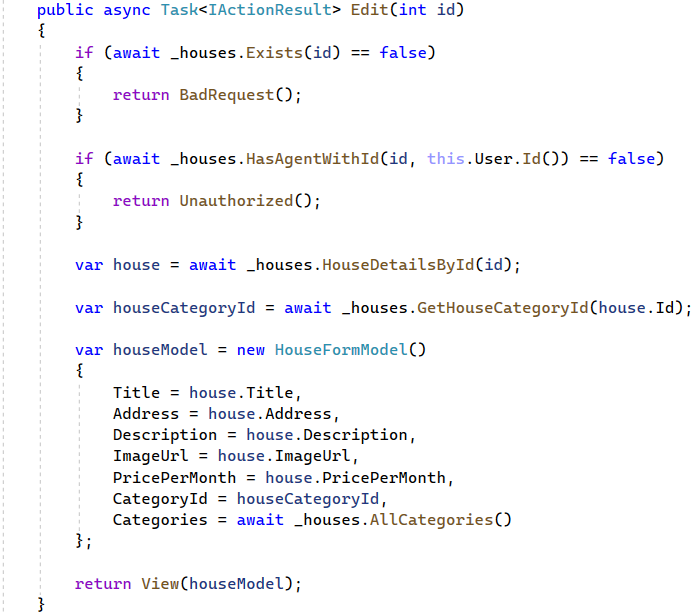 public async Task<IActionResult> Edit(int id)
{
    if (await _houses.Exists(id) == false)
    {
        return BadRequest();
    }

    if (await _houses.HasAgentWithId(id, this.User.Id()) == false)
    {
        return Unauthorized();
    }

    var house = await _houses.HouseDetailsById(id);

    var houseCategoryId = await _houses.GetHouseCategoryId(house.Id);

    var houseModel = new HouseFormModel()
    {
        Title = house.Title,
        Address = house.Address,
        Description = house.Description,
        ImageUrl = house.ImageUrl,
        PricePerMonth = house.PricePerMonth,
        CategoryId = houseCategoryId,
        Categories = await _houses.AllCategories()
    };

    return View(houseModel);
}